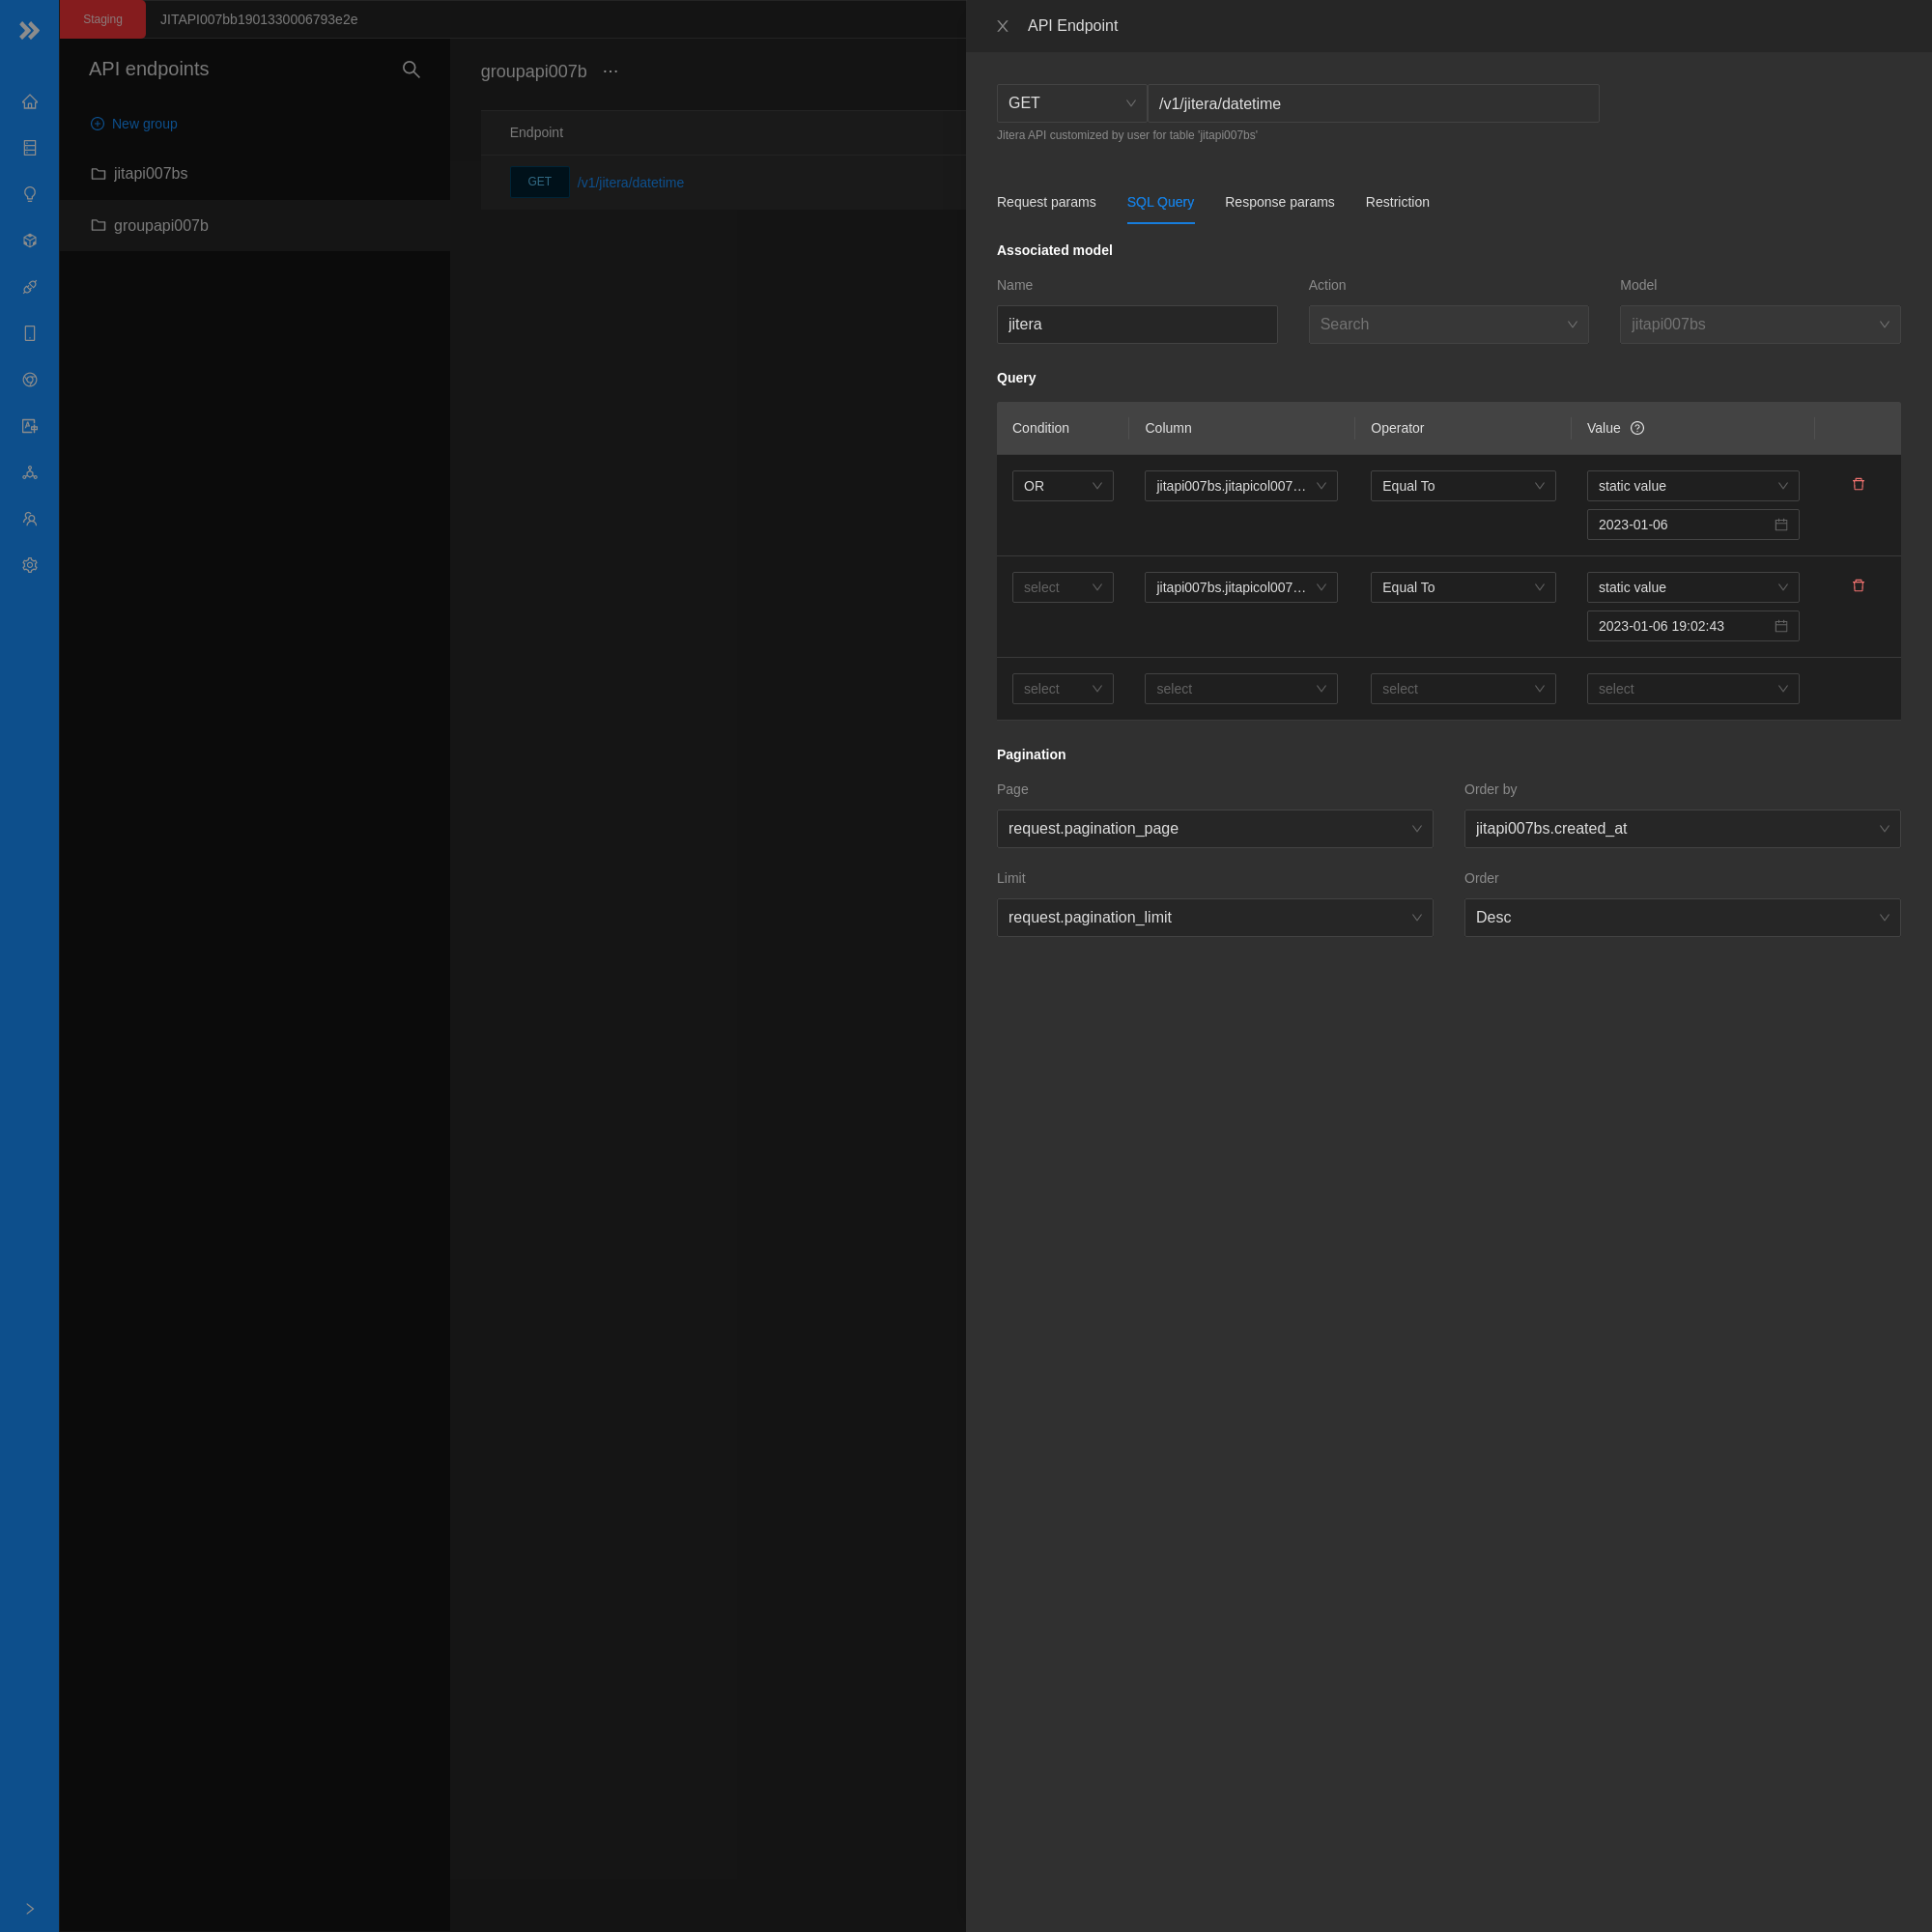 Staging
JITAPI007bb1901330006793e2e
API endpoints
New group
jitapi007bs
groupapi007b
groupapi007b ...
Endpoint
GET /v1/jitera/datetime
API Endpoint
GET /v1/jitera/datetime
Jitera API customized by user for table 'jitapi007bs'
Request params SQL Query Response params Restriction
Associated model
Name Action Model
jitera Search jitapi007bs
Query
Condition Column Operator Value
OR jitapi007bs.jitapicol007... Equal To static value
2023-01-06
select jitapi007bs.jitapicol007... Equal To static value
2023-01-06 19:02:43
select select select select
Pagination
Page Order by
request.pagination_page jitapi007bs.created_at
Limit Order
request.pagination_limit Desc